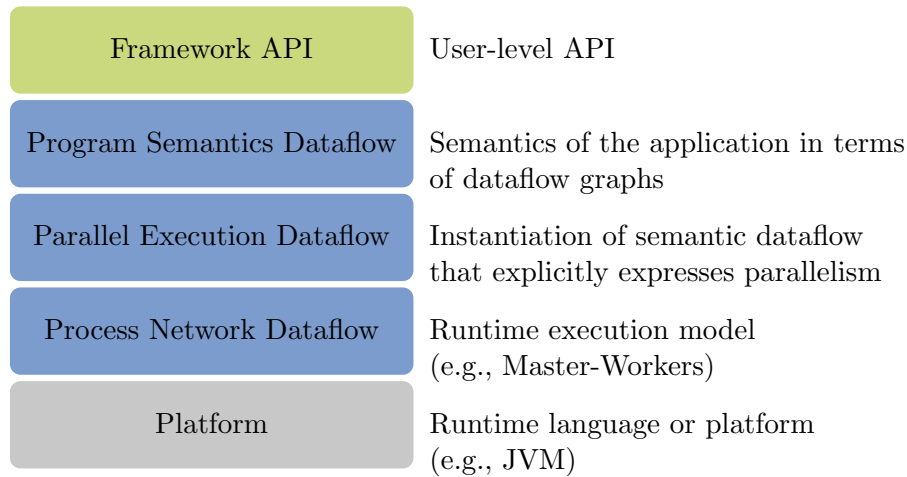 Framework API
User-level API
Program Semantics Dataflow
Semantics of the application in terms
of dataflow graphs
Parallel Execution Dataflow
Instantiation of semantic dataflow
that explicitly expresses parallelism
Process Network Dataflow
Runtime execution model
(e.g., Master-Workers)
Platform
Runtime language or platform
(e.g., JVM)